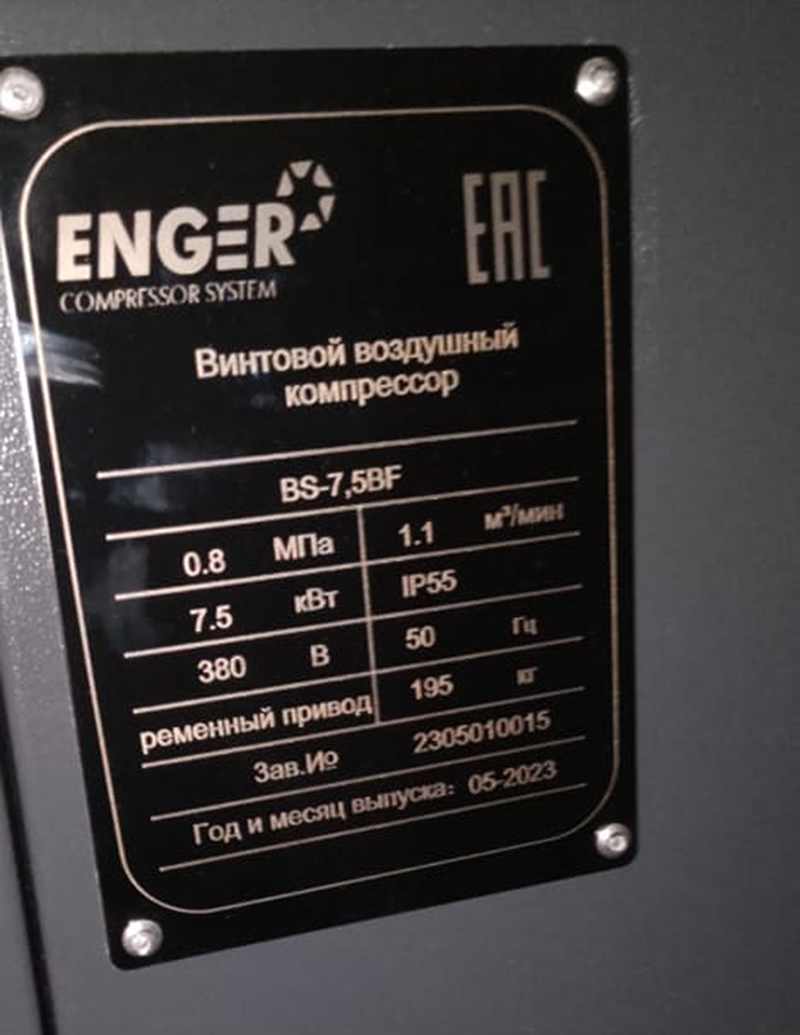 ENGER
COMPRESSOR SYSTEM
EAC
Винтовой воздушный
компрессор
BS-7,5BF
0.8 МПа 1.1 м³/мин
7.5 кВт IP55
380 В 50 Гц
ременный привод 195 кг
Зав.Иº 2305010015
Год и месяц выпуска: 05-2023